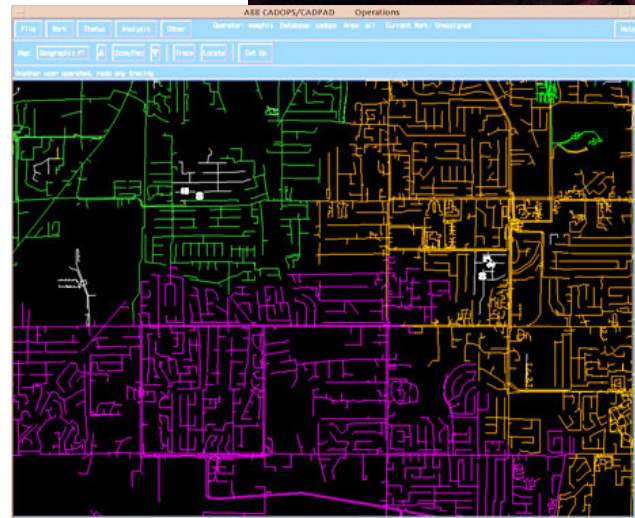 ABB CADOPS/CADPAD Operations
File Work Status Analysis Other Operator: memphis Database: cadops Area: all Current Work: Unassigned Help
Map: Geographic Zoom/Pan Trace Locate Set Up
Another user operated, redo any tracing